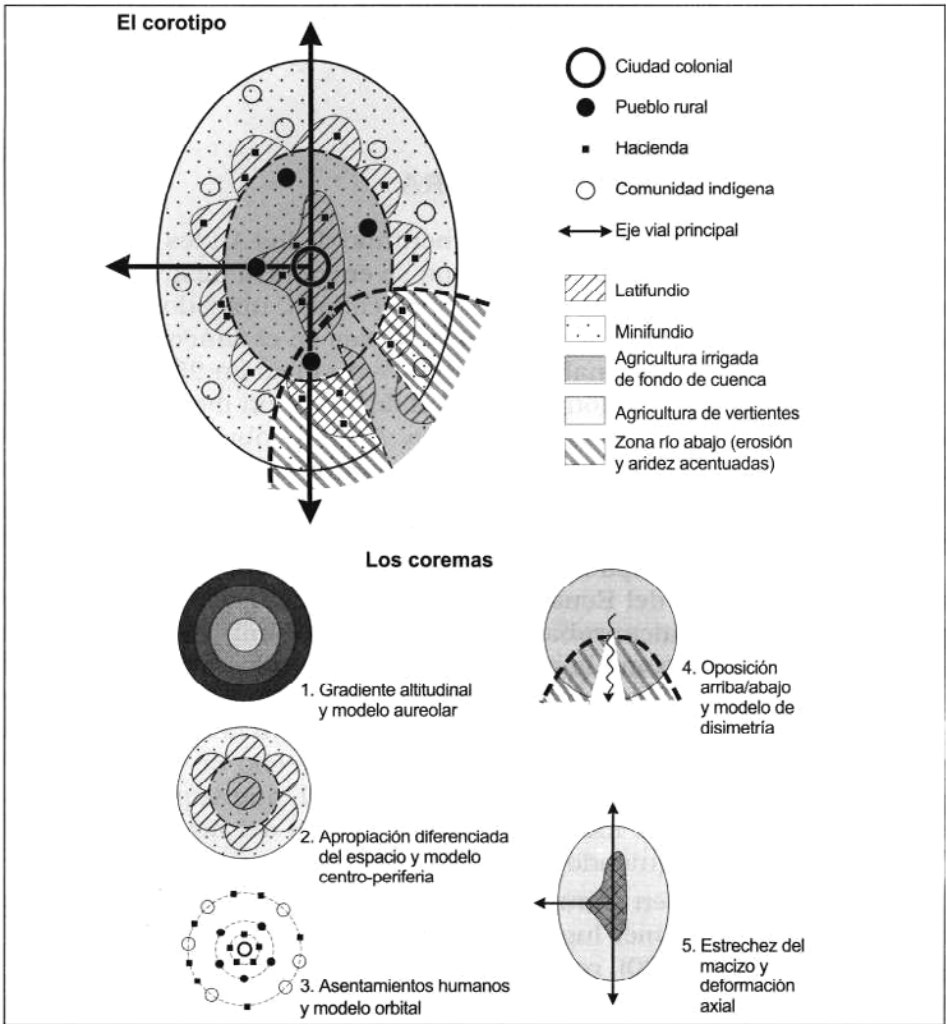 El corotipo
Ciudad colonial
Pueblo rural
Hacienda
Comunidad indígena
Eje vial principal
Latifundio
Minifundio
Agricultura irrigada
de fondo de cuenca
Agricultura de vertientes
Zona río abajo (erosión
y aridez acentuadas)
Los coremas
1. Gradiente altitudinal
y modelo aureolar
2. Apropiación diferenciada
del espacio y modelo
centro-periferia
3. Asentamientos humanos
y modelo orbital
4. Oposición
arriba/abajo
y modelo de
disimetría
5. Estrechez del
macizo y
deformación
axial